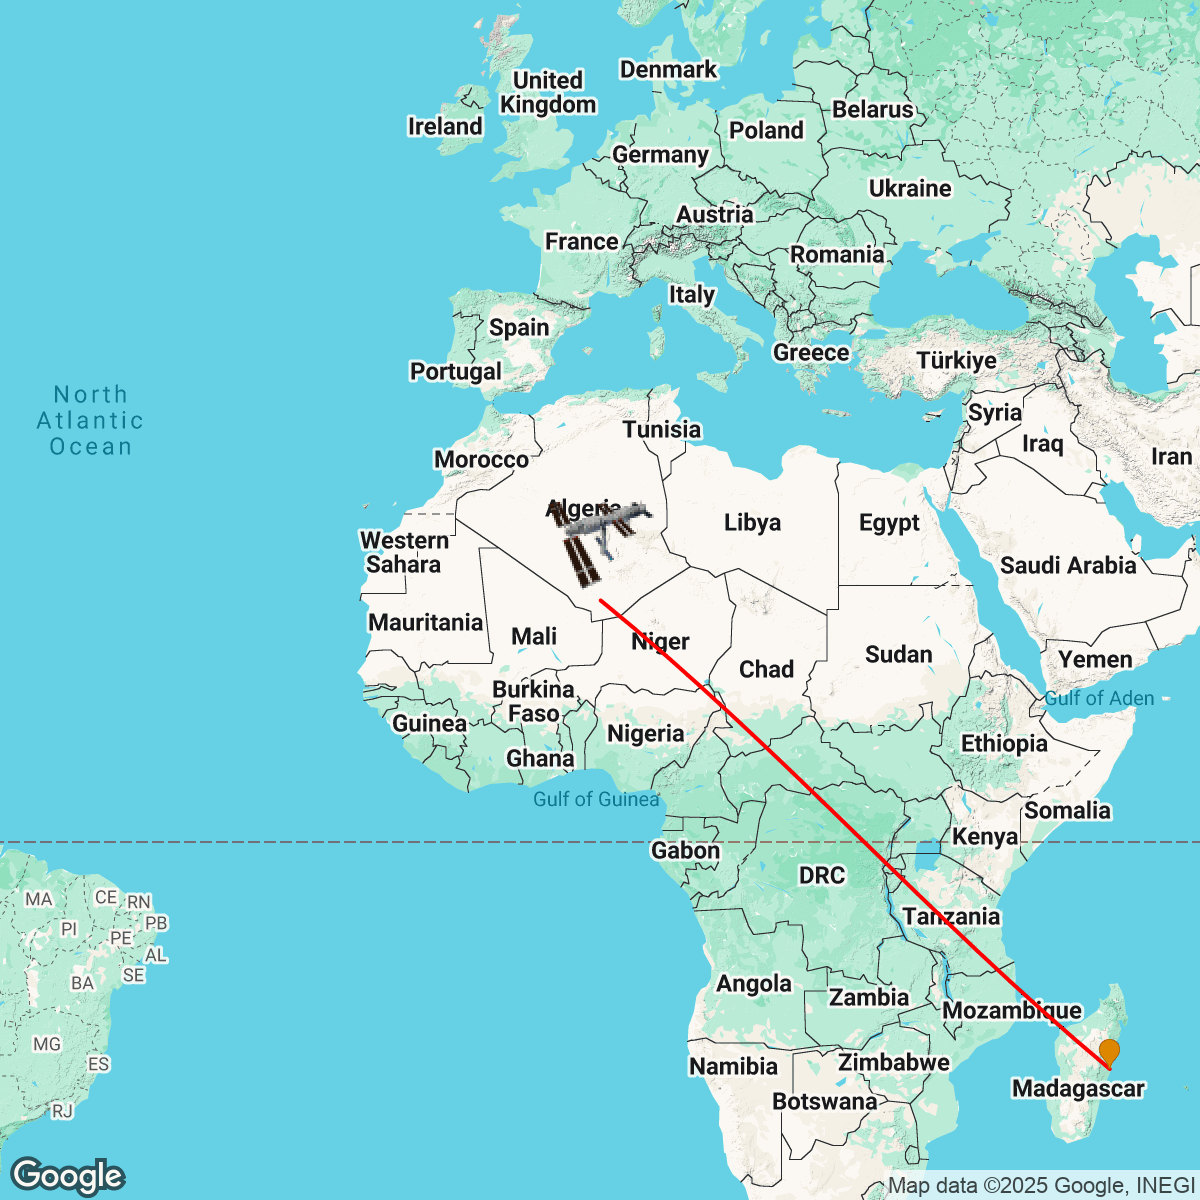 Denmark
United
Kingdom
Ireland
Belarus
Poland
Germany
Ukraine
Austria
France
Romania
Italy
Spain
Greece
Türkiye
Portugal
North
Atlantic
Ocean
Syria
Tunisia
Iraq
Morocco
Iran
Algeria
Libya
Egypt
Western
Sahara
Saudi Arabia
Mauritania
Mali
Niger
Chad
Sudan
Yemen
Burkina
Faso
Gulf of Aden
Guinea
Nigeria
Ethiopia
Ghana
Gulf of Guinea
Somalia
Kenya
Gabon
DRC
MA
CE
RN
PI
PB
PE
AL
SE
BA
Tanzania
Angola
Zambia
Mozambique
MG
ES
RJ
Namibia
Zimbabwe
Madagascar
Botswana
Google
Map data ©2025 Google, INEGI